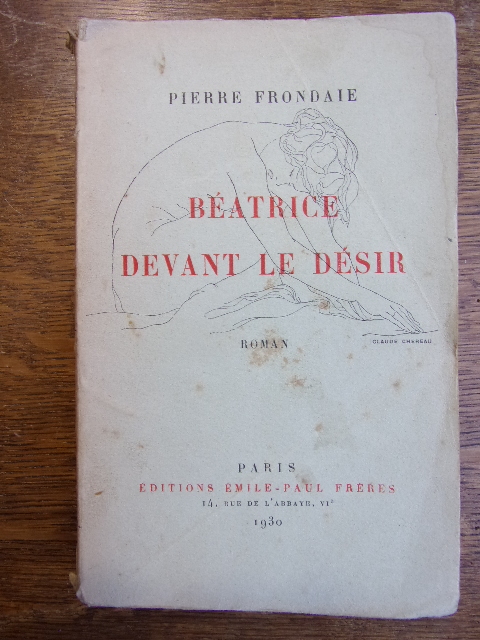 PIERRE FRONDAIE
BÉATRICE
DEVANT LE DÉSIR
ROMAN
CLAUDE CHEREAU
PARIS
ÉDITIONS ÉMILE-PAUL FRÈRES
14, RUE DE L'ABBAYE, VIe
1930